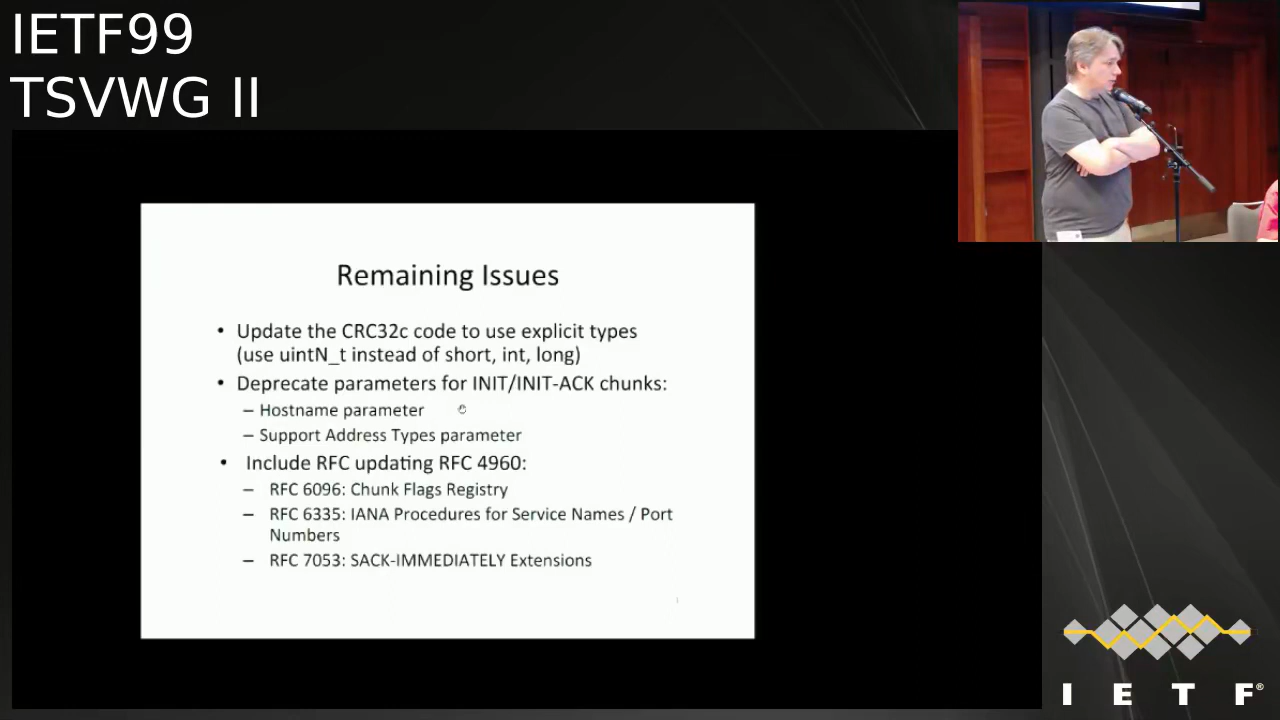 IETF99
TSVWG II
Remaining Issues
• Update the CRC32c code to use explicit types
(use uintN_t instead of short, int, long)
• Deprecate parameters for INIT/INIT-ACK chunks:
– Hostname parameter
– Support Address Types parameter
• Include RFC updating RFC 4960:
– RFC 6096: Chunk Flags Registry
– RFC 6335: IANA Procedures for Service Names / Port
Numbers
– RFC 7053: SACK-IMMEDIATELY Extensions
I E T F®